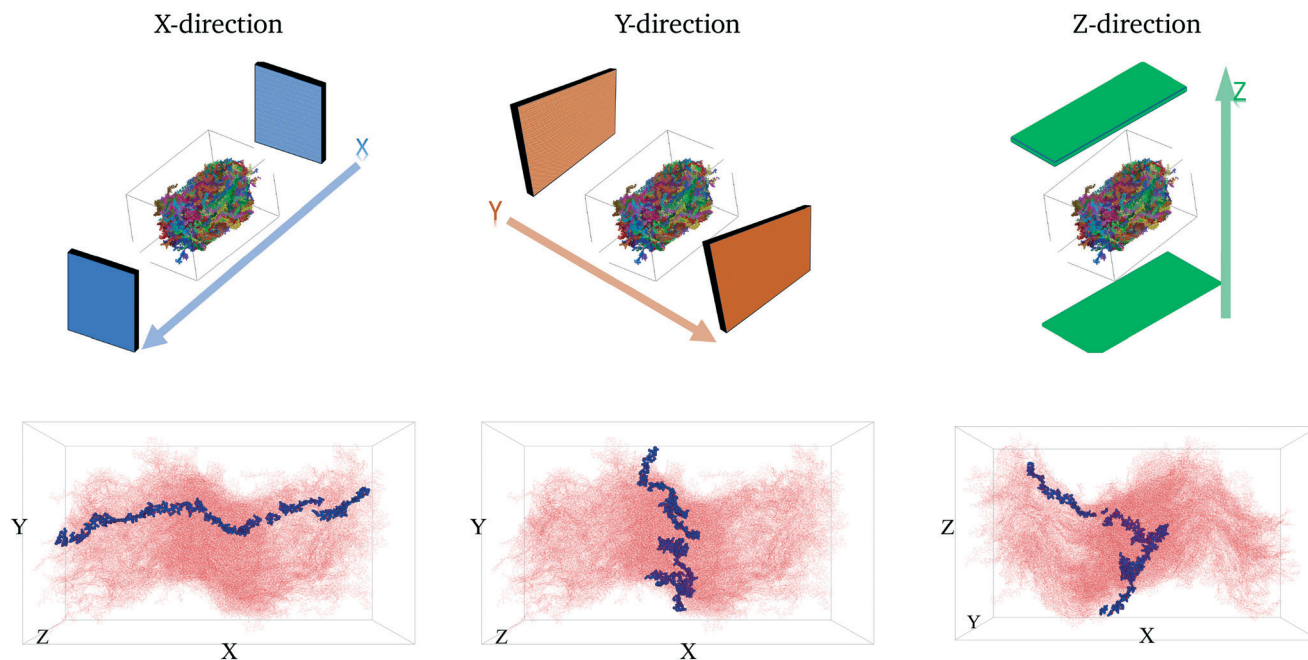 X-direction
Y-direction
Z-direction
X
Y
Z
Y
Z
X
Y
Z
X
Z
Y
X